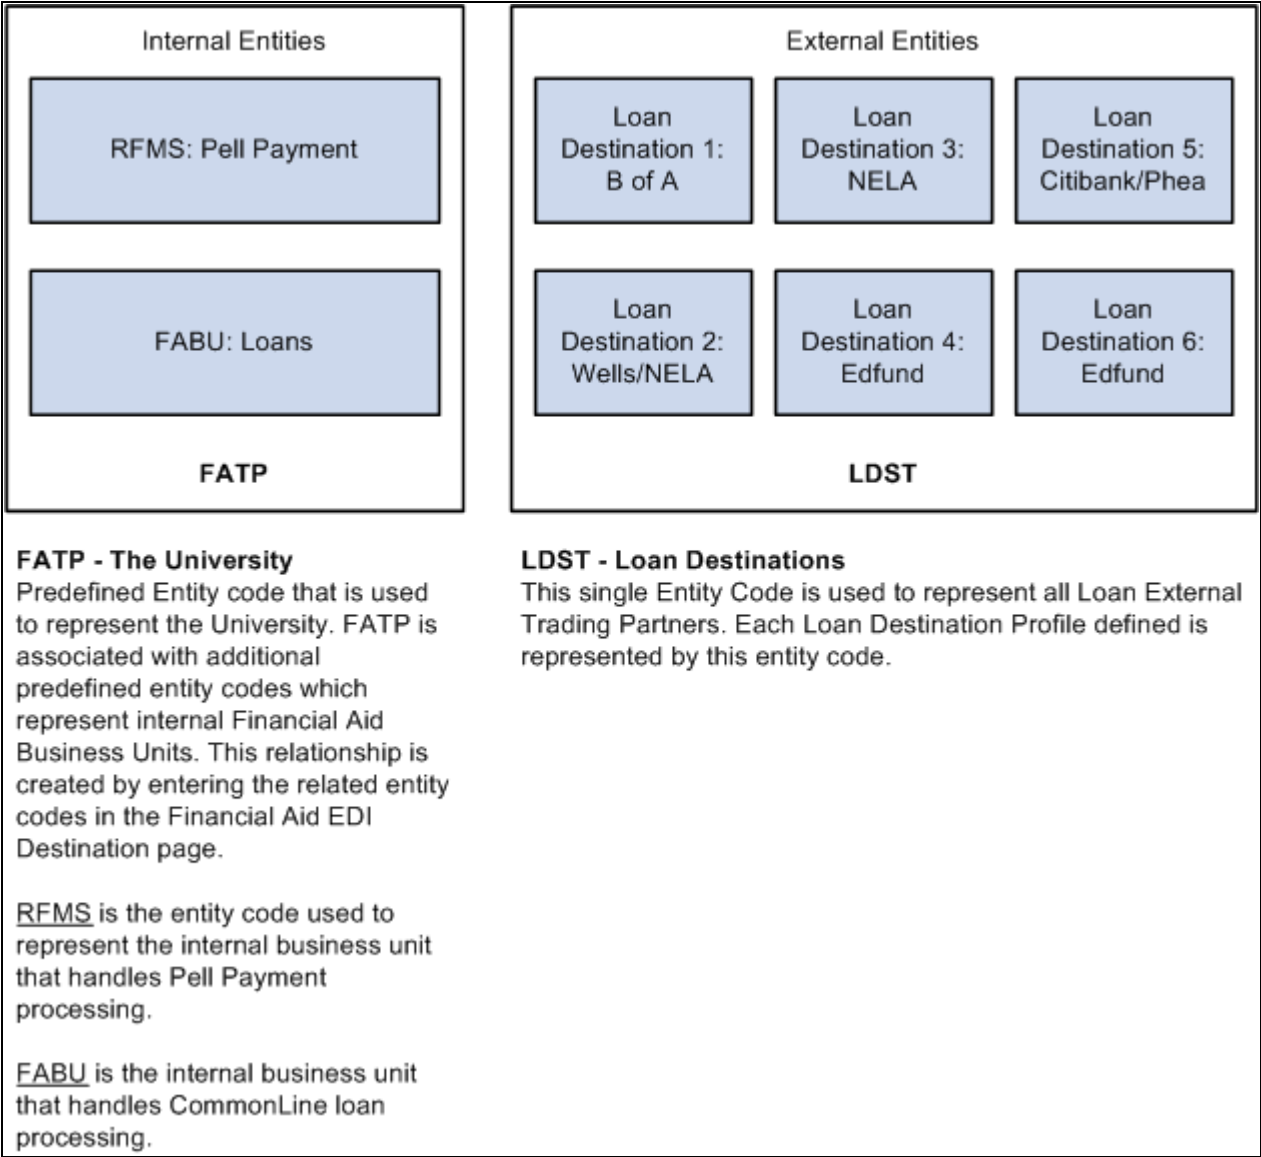 Internal Entities
RFMS: Pell Payment
FABU: Loans
FATP
External Entities
Loan
Destination 1:
B of A
Loan
Destination 3:
NELA
Loan
Destination 5:
Citibank/Phea
Loan
Destination 2:
Wells/NELA
Loan
Destination 4:
Edfund
Loan
Destination 6:
Edfund
LDST
FATP - The University
Predefined Entity code that is used
to represent the University. FATP is
associated with additional
predefined entity codes which
represent internal Financial Aid
Business Units. This relationship is
created by entering the related entity
codes in the Financial Aid EDI
Destination page.
RFMS is the entity code used to
represent the internal business unit
that handles Pell Payment
processing.
FABU is the internal business unit
that handles CommonLine loan
processing.
LDST - Loan Destinations
This single Entity Code is used to represent all Loan External
Trading Partners. Each Loan Destination Profile defined is
represented by this entity code.